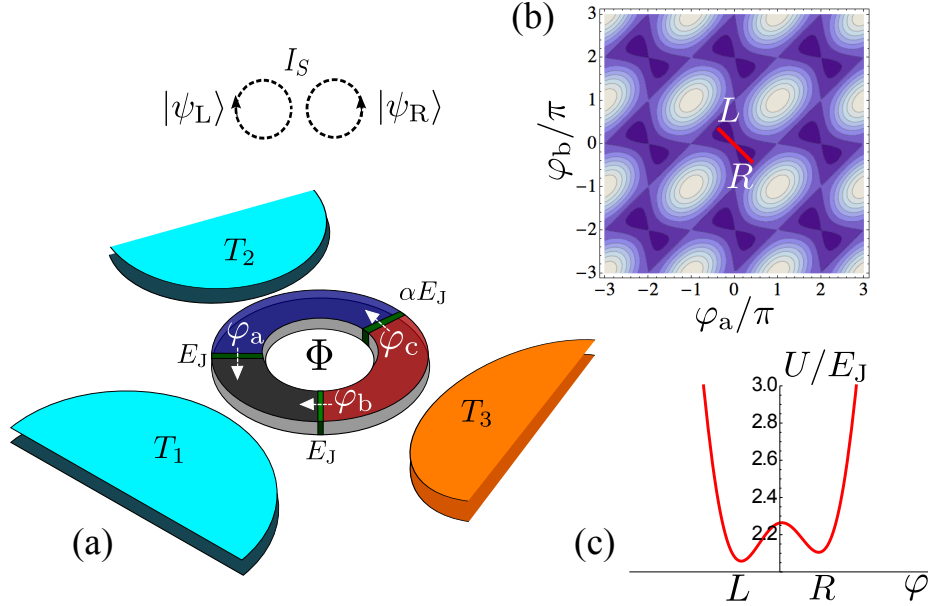 (b)
I_S
|ψ_L⟩ |ψ_R⟩
T_2
αE_J
φ_a
φ_c
E_J
Φ
φ_b
E_J
T_1
T_3
(a)
φ_b/π
3
2
1
0
−1
−2
−3
L
R
−3 −2 −1 0 1 2 3
φ_a/π
U/E_J
3.0
2.8
2.6
2.4
2.2
(c)
L R φ